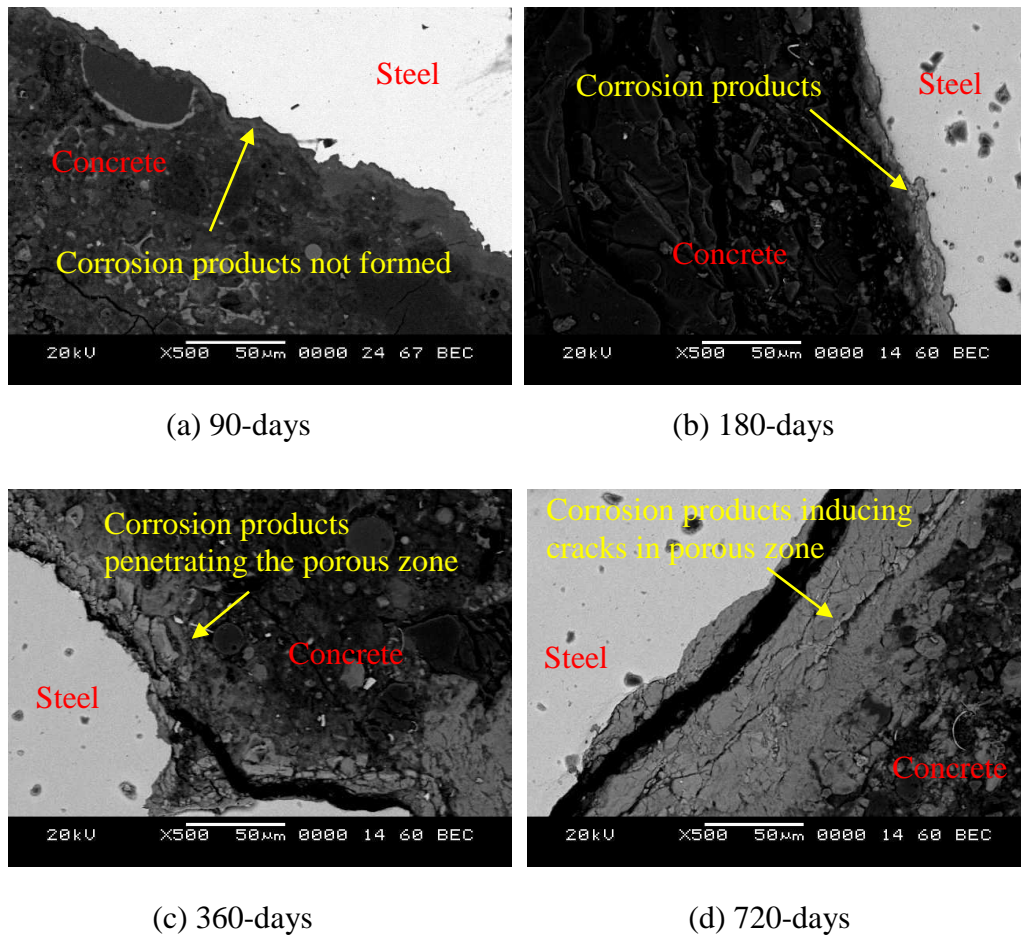 Steel
Concrete
Corrosion products not formed
20kV X500 50µm 0000 24 67 BEC
(a) 90-days
Corrosion products
Steel
Concrete
20kV X500 50µm 0000 14 60 BEC
(b) 180-days
Corrosion products
penetrating the porous zone
Concrete
Steel
20kV X500 50µm 0000 14 60 BEC
(c) 360-days
Corrosion products inducing
cracks in porous zone
Steel
Concrete
20kV X500 50µm 0000 14 60 BEC
(d) 720-days